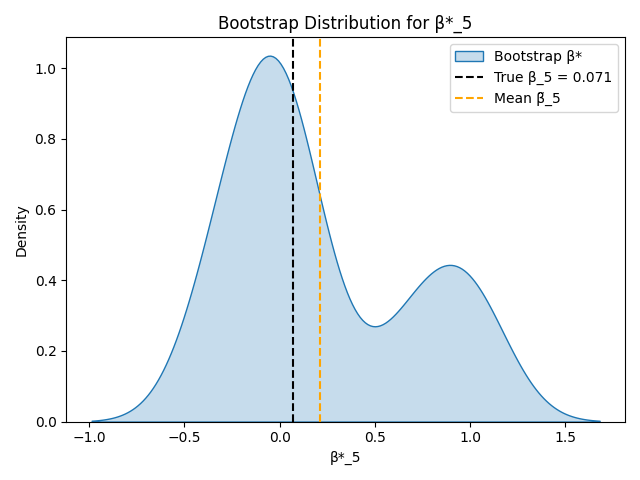 Bootstrap Distribution for β*_5
Bootstrap β*
True β_5 = 0.071
Mean β̄_5
Density
1.0
0.8
0.6
0.4
0.2
0.0
−1.0 −0.5 0.0 0.5 1.0 1.5
β*_5